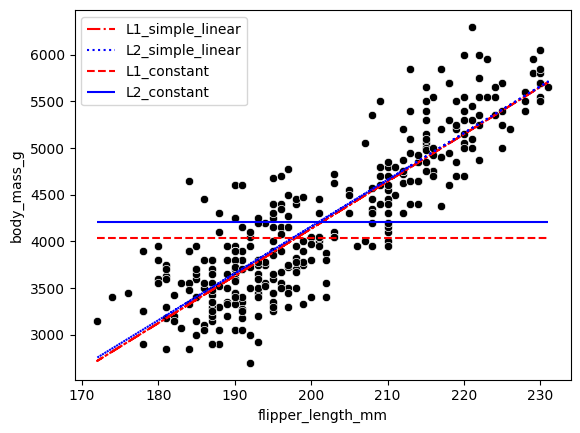 L1_simple_linear
L2_simple_linear
L1_constant
L2_constant
6000
5500
5000
4500
4000
3500
3000
body_mass_g
170 180 190 200 210 220 230
flipper_length_mm